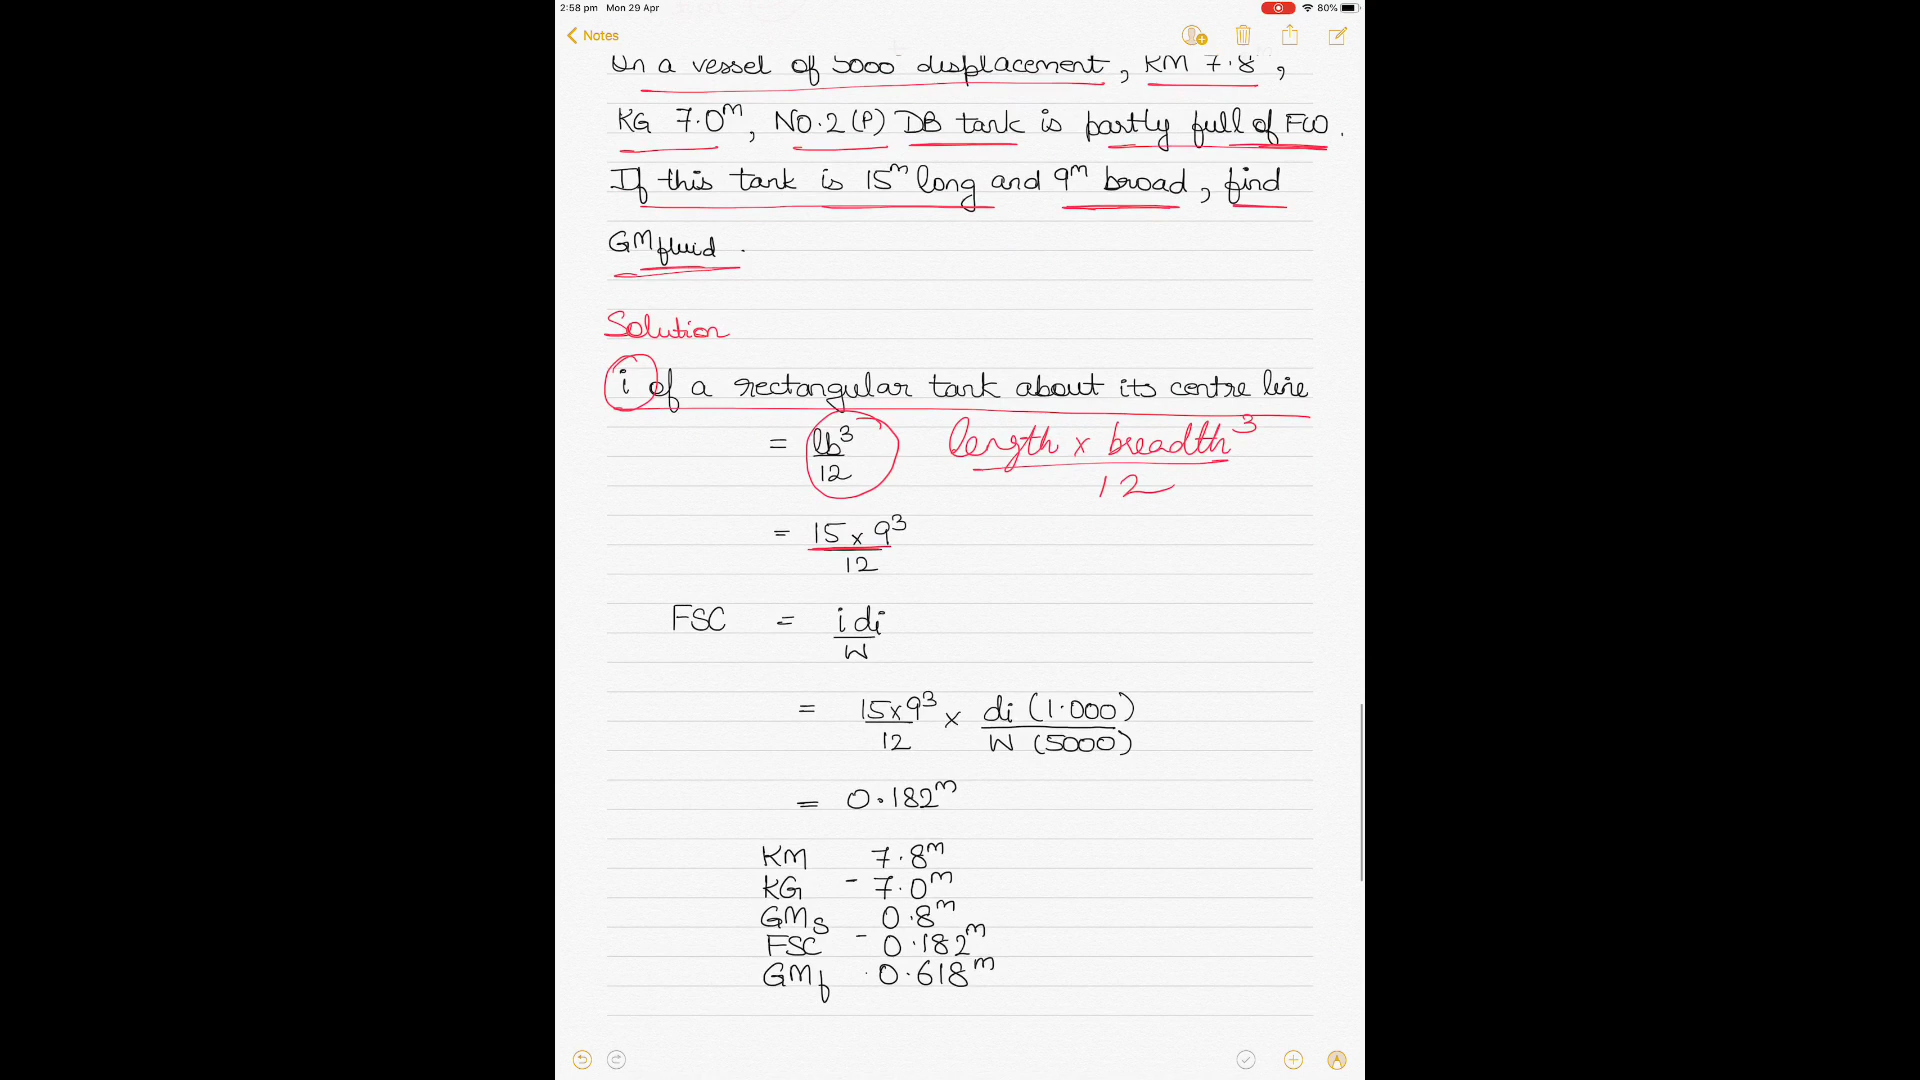 2:58 pm Mon 29 Apr 80%
Notes
On a vessel of 5000 displacement, KM 7.8,
KG 7.0m, NO.2 (P) DB tank is partly full of FW.
If this tank is 15m long and 9m broad, find
GMfluid.
Solution
i of a rectangular tank about its centre line
= lb³/12 length x breadth³/12
= 15 x 9³/12
FSC = i di/W
= 15x9³/12 x di (1.000)/W (5000)
= 0.182m
KM 7.8m
KG - 7.0m
GMs 0.8m
FSC - 0.182m
GMf 0.618m